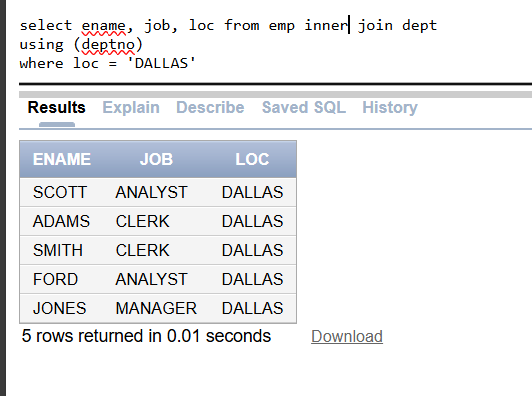 select ename, job, loc from emp inner join dept
using (deptno)
where loc = 'DALLAS'
Results Explain Describe Saved SQL History
ENAME JOB LOC
SCOTT ANALYST DALLAS
ADAMS CLERK DALLAS
SMITH CLERK DALLAS
FORD ANALYST DALLAS
JONES MANAGER DALLAS
5 rows returned in 0.01 seconds Download